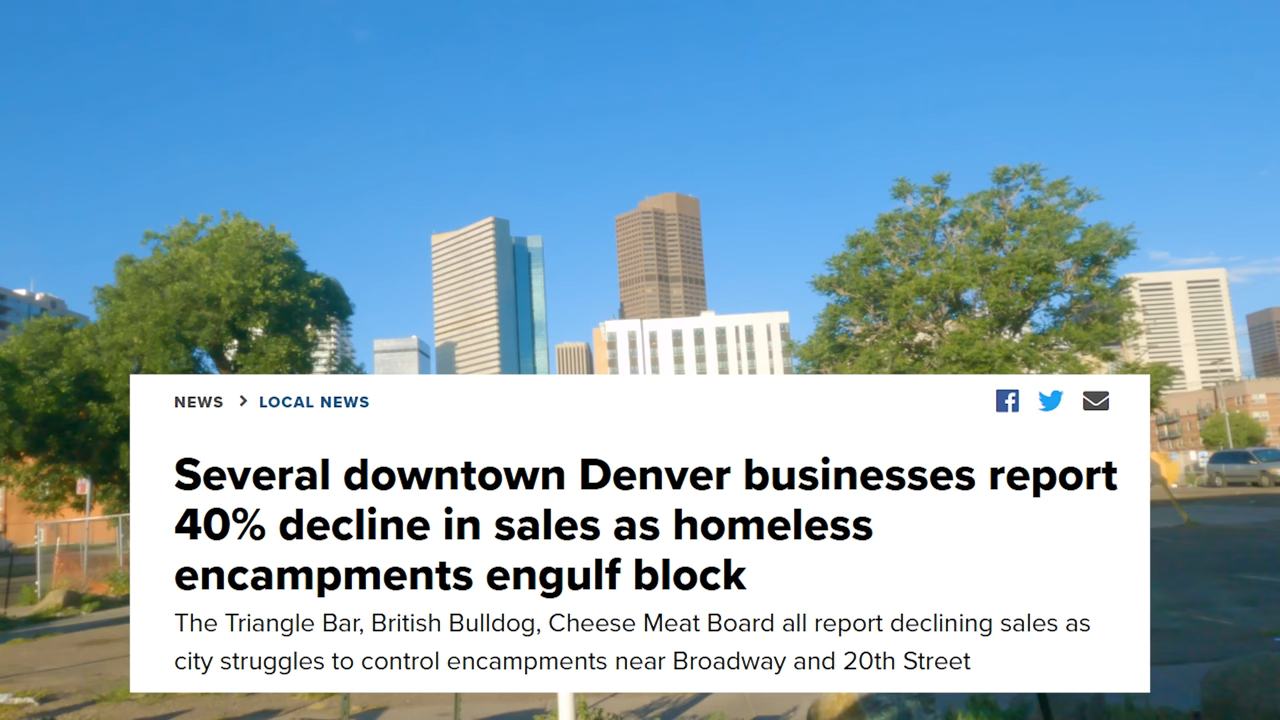 NEWS > LOCAL NEWS
Several downtown Denver businesses report
40% decline in sales as homeless
encampments engulf block
The Triangle Bar, British Bulldog, Cheese Meat Board all report declining sales as
city struggles to control encampments near Broadway and 20th Street